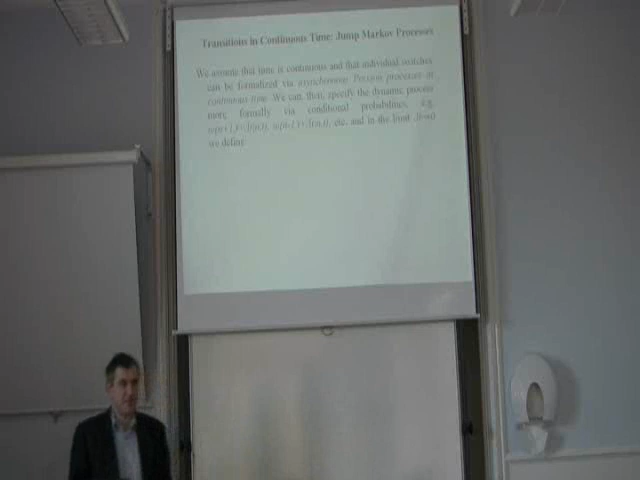 Transitions in Continuous Time: Jump Markov Processes
We assume that time is continuous and that individual switches
can be formalized via asynchronous Poisson processes in
continuous time. We can, then, specify the dynamic process
more formally via conditional probabilities, e.g.
etc, and in the limit
we define